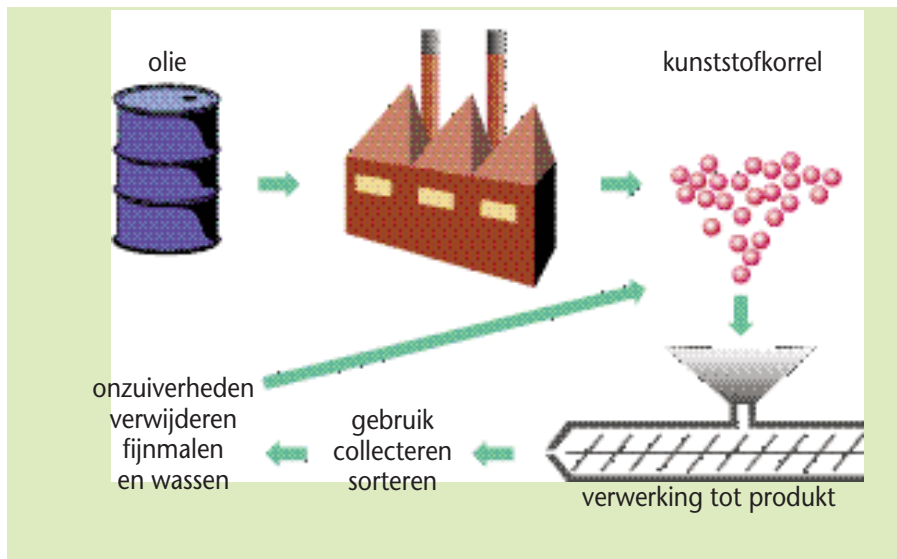 olie
kunststofkorrel
onzuiverheden
verwijderen
fijnmalen
en wassen
gebruik
collecteren
sorteren
verwerking tot produkt